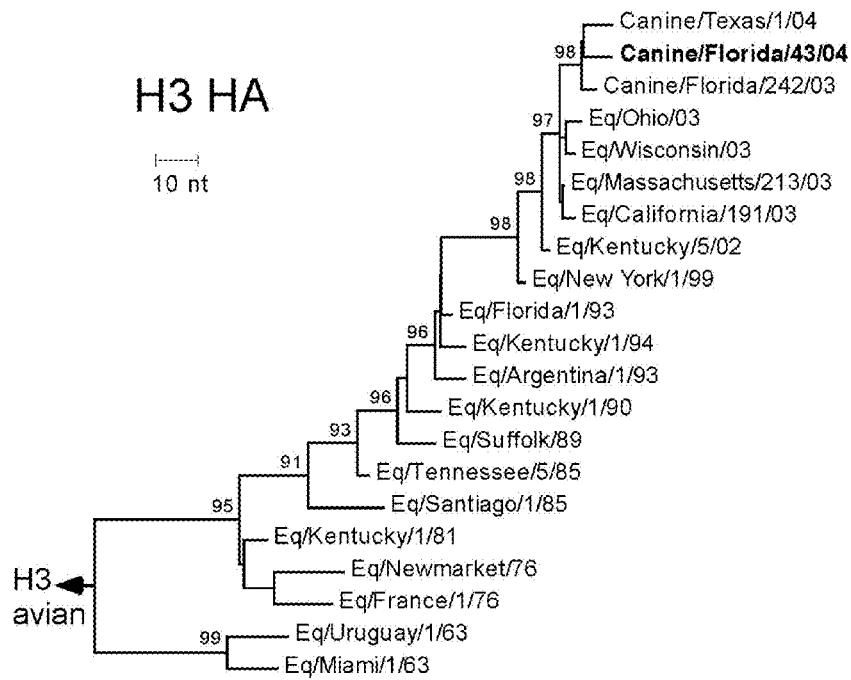 Canine/Texas/1/04
98
Canine/Florida/43/04
H3 HA
Canine/Florida/242/03
97
Eq/Ohio/03
10 nt
Eq/Wisconsin/03
98
Eq/Massachusetts/213/03
98
Eq/California/191/03
Eq/Kentucky/5/02
Eq/New York/1/99
Eq/Florida/1/93
96
Eq/Kentucky/1/94
Eq/Argentina/1/93
96
Eq/Kentucky/1/90
93
Eq/Suffolk/89
91
Eq/Tennessee/5/85
95
Eq/Santiago/1/85
Eq/Kentucky/1/81
H3
avian
Eq/Newmarket/76
Eq/France/1/76
99
Eq/Uruguay/1/63
Eq/Miami/1/63